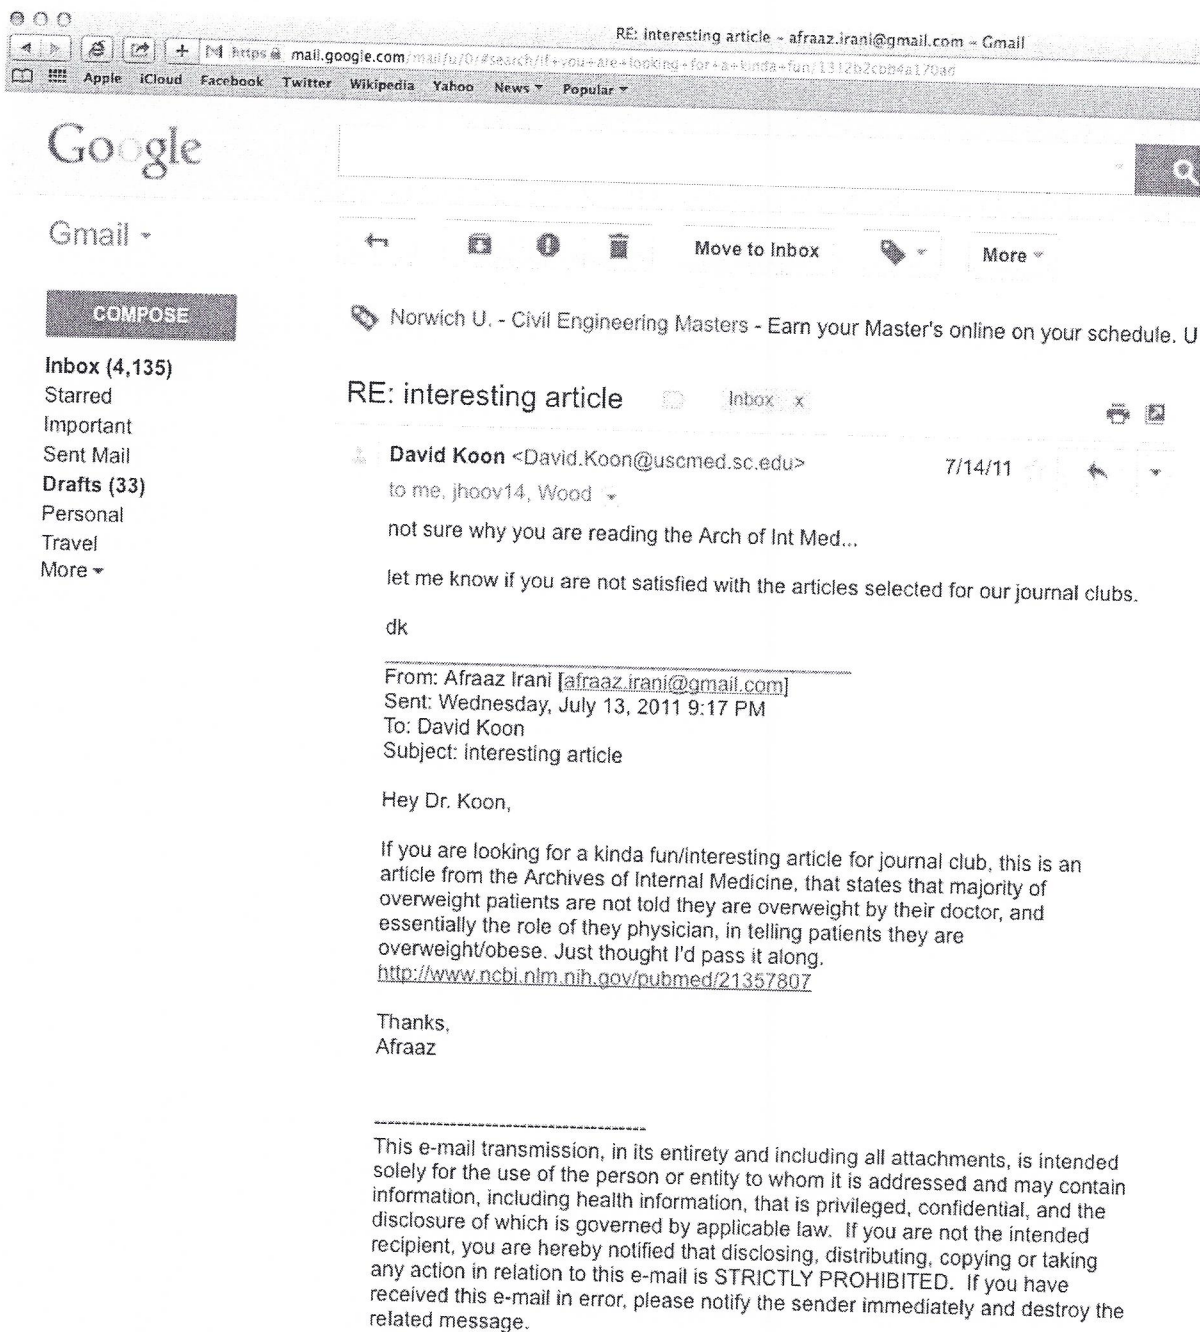 RE: interesting article - afraaz.irani@gmail.com - Gmail
https mail.google.com/mail/u/0/#search/if+you+are+looking+for+a+kinda+fun/1312b2cbb4a170ad
Apple iCloud Facebook Twitter Wikipedia Yahoo News Popular
Google
Gmail
Move to Inbox
More
COMPOSE
Norwich U. - Civil Engineering Masters - Earn your Master's online on your schedule. U
Inbox (4,135)
Starred
Important
Sent Mail
Drafts (33)
Personal
Travel
More
RE: interesting article Inbox x
David Koon <David.Koon@uscmed.sc.edu> 7/14/11
to me, jhoov14, Wood
not sure why you are reading the Arch of Int Med...
let me know if you are not satisfied with the articles selected for our journal clubs.
dk
From: Afraaz Irani [afraaz.irani@gmail.com]
Sent: Wednesday, July 13, 2011 9:17 PM
To: David Koon
Subject: interesting article
Hey Dr. Koon,
If you are looking for a kinda fun/interesting article for journal club, this is an
article from the Archives of Internal Medicine, that states that majority of
overweight patients are not told they are overweight by their doctor, and
essentially the role of they physician, in telling patients they are
overweight/obese. Just thought I'd pass it along.
http://www.ncbi.nlm.nih.gov/pubmed/21357807
Thanks,
Afraaz
-------------------------------------
This e-mail transmission, in its entirety and including all attachments, is intended
solely for the use of the person or entity to whom it is addressed and may contain
information, including health information, that is privileged, confidential, and the
disclosure of which is governed by applicable law. If you are not the intended
recipient, you are hereby notified that disclosing, distributing, copying or taking
any action in relation to this e-mail is STRICTLY PROHIBITED. If you have
received this e-mail in error, please notify the sender immediately and destroy the
related message.